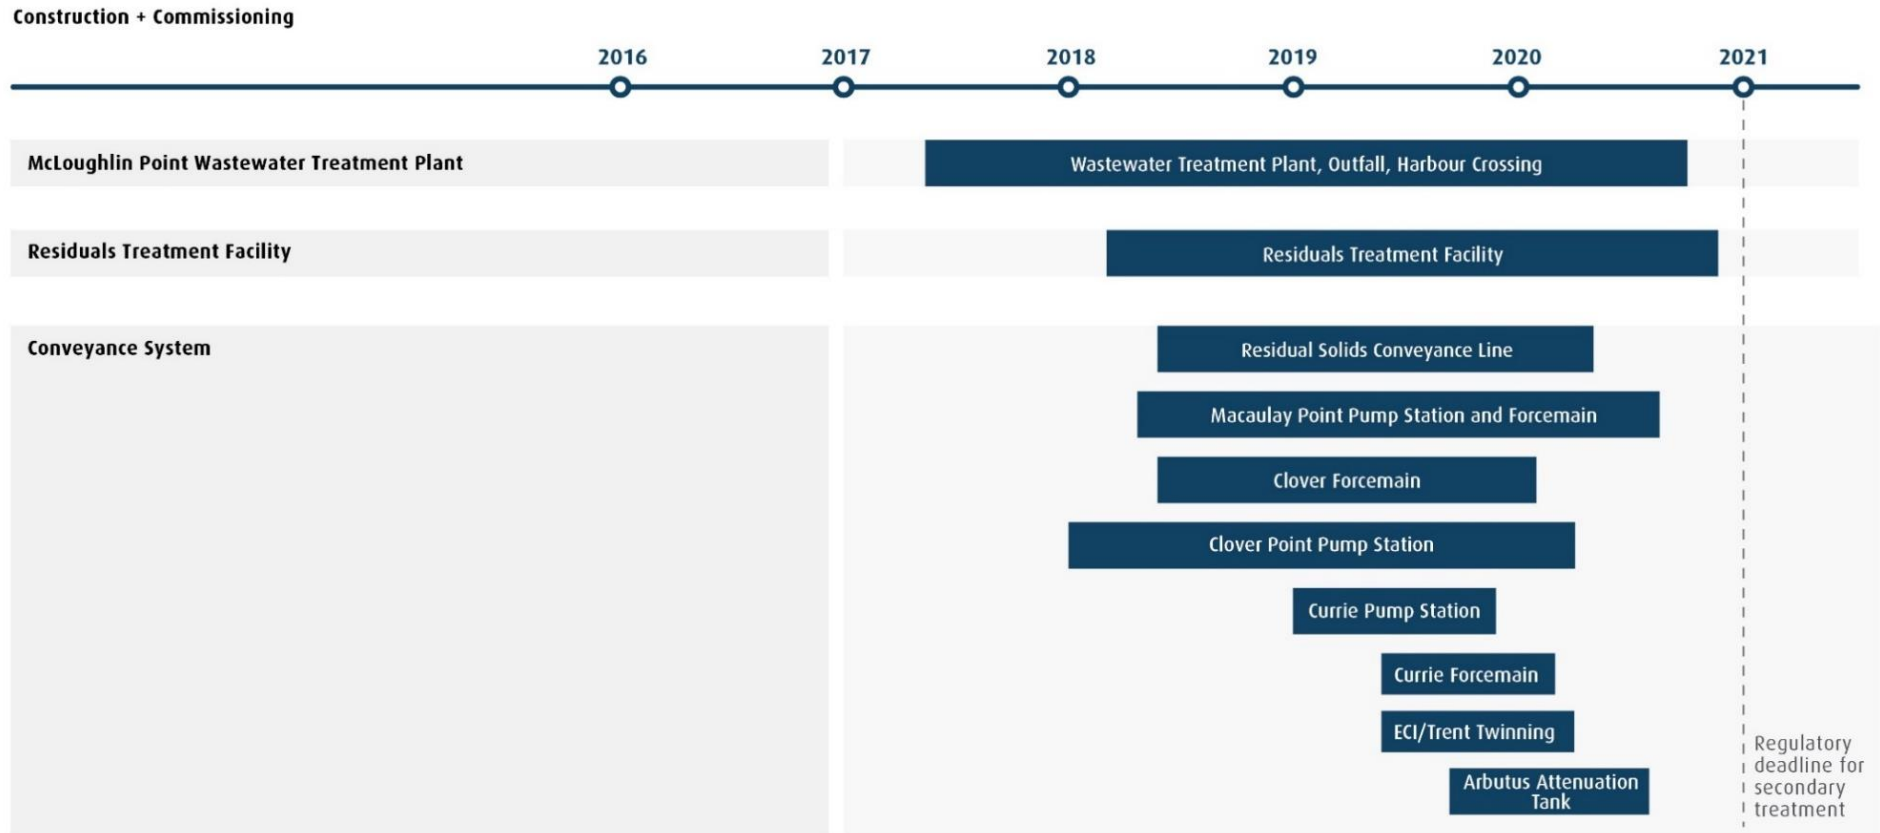 Construction + Commissioning
2016 2017 2018 2019 2020 2021
McLoughlin Point Wastewater Treatment Plant
Wastewater Treatment Plant, Outfall, Harbour Crossing
Residuals Treatment Facility
Residuals Treatment Facility
Conveyance System
Residual Solids Conveyance Line
Macaulay Point Pump Station and Forcemain
Clover Forcemain
Clover Point Pump Station
Currie Pump Station
Currie Forcemain
ECI/Trent Twinning
Arbutus Attenuation
Tank
Regulatory
deadline for
secondary
treatment